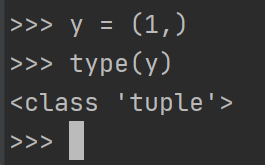 >>> y = (1,)
>>> type(y)
<class 'tuple'>
>>>